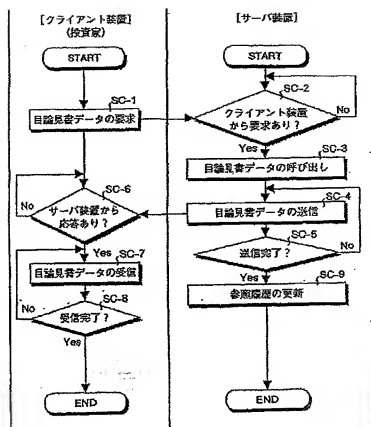 [クライアント装置]
(投資家)
START
SC-1
目論見書データの要求
SC-6
サーバ装置から
応答あり?
Yes
SC-7
目論見書データの受信
No
SC-8
受信完了?
Yes
END
[サーバ装置]
START
SC-2
クライアント装置
から要求あり?
No
Yes
SC-3
目論見書データの呼び出し
SC-4
目論見書データの送信
SC-5
送信完了?
No
Yes
SC-9
参照履歴の更新
END